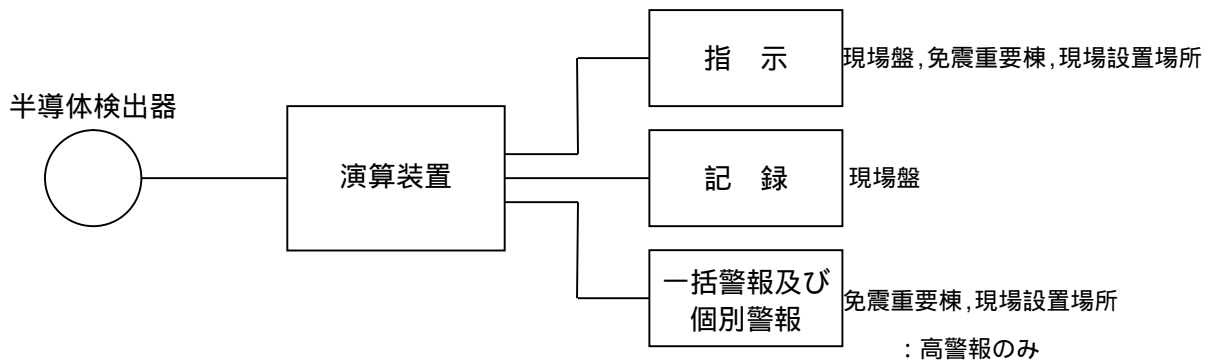 指　示
現場盤,免震重要棟,現場設置場所
半導体検出器
演算装置
記　録
現場盤
一括警報及び
個別警報
免震重要棟,現場設置場所
：高警報のみ